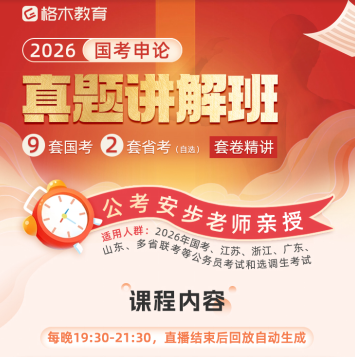 格木教育
2026 国考申论
真题讲解班
9套国考 2套省考（自选） 套卷精讲
公考安步老师亲授
适用人群：2026年国考、江苏、浙江、广东、
山东、多省联考等公务员考试和选调生考试
课程内容
每晚19:30-21:30，直播结束后回放自动生成